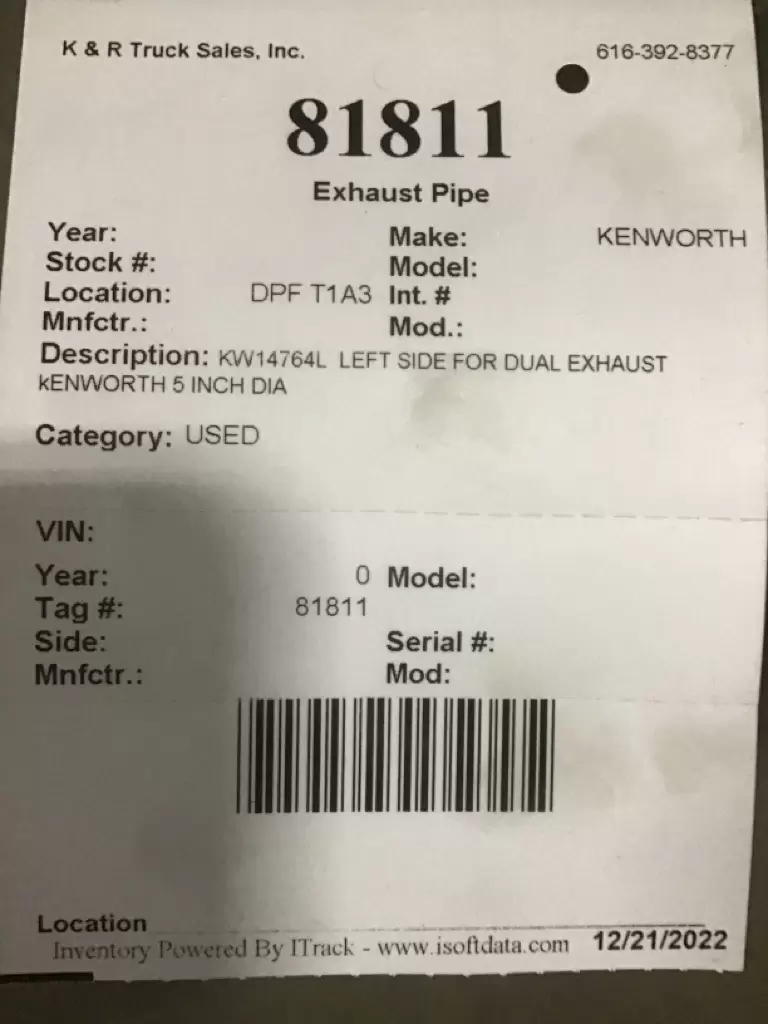 K & R Truck Sales, Inc. 616-392-8377
81811
Exhaust Pipe
Year: Make: KENWORTH
Stock #: Model:
Location: DPF T1A3 Int. #
Mnfctr.: Mod.:
Description: KW14764L LEFT SIDE FOR DUAL EXHAUST
kENWORTH 5 INCH DIA
Category: USED
VIN:
Year: 0 Model:
Tag #: 81811
Side: Serial #:
Mnfctr.: Mod:
Location
Inventory Powered By ITrack - www.isoftdata.com 12/21/2022